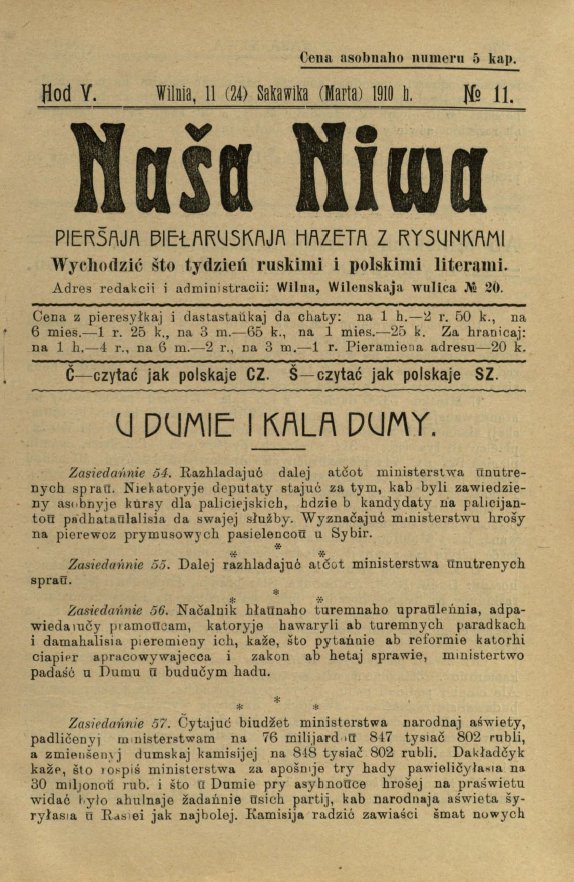 Cena asobnaho numeru 5 kap.
Hod V. Wilnia, 11 (24) Sakawika (Marta) 1910 h. № 11.
Naša Niwa
PIERŠAJA BIEŁARUSKAJA HAZETA Z RYSUNKAMI
Wychodzić što tydzień ruskimi i polskimi literami.
Adres redakcii i administracii: Wilna, Wilenskaja wulica № 20.
Cena z pieresyłkaj i dastastaŭkaj da chaty: na 1 h.—2 r. 50 k., na
6 mies.—1 r. 25 k., na 3 m.—65 k., na 1 mies.—25 k. Za hranicaj:
na 1 h.—4 r., na 6 m.—2 r., na 3 m.—1 r. Pieramiena adresu—20 k.
Č—czytać jak polskaje CZ. Š—czytać jak polskaje SZ.
U DUMIE I KALA DUMY.
Zasiedańnie 54. Razhladajuć dalej atčot ministerstwa ŭnutre-
nych spraŭ. Niekatoryje deputaty stajuć za tym, kab byli zawiedzie-
ny asobnyje kursy dla paliciejskich, hdzie b kandydaty na palicijan-
toŭ padhataŭlalisia da swajej služby. Wyznačajuć ministerstwu hrošy
na pierewoz prymusowych pasielencoŭ u Sybir.
* * *
Zasiedańnie 55. Dalej razhladajuć atčot ministerstwa ŭnutrenych
spraŭ.
* * *
Zasiedańnie 56. Načalnik hłaŭnaho turemnaho upraŭleńnia, adpa-
wiedajučy pramoŭcam, katoryje hawaryli ab turemnych paradkach
i damahalisia pieremieny ich, kaže, što pytańnie ab reformie katorhi
ciapier apracowywajecca i zakon ab hetaj sprawie, ministertwo
padaść u Dumu ŭ budučym hadu.
* * *
Zasiedańnie 57. Čytajuć biudžet ministerstwa narodnaj aświety,
padličenyj ministerstwam na 76 milijardoŭ 847 tysiač 802 rubli,
a zmienšenyj dumskaj kamisijej na 848 tysiač 802 rubli. Dakładčyk
kaže, što rospiś ministerstwa za apošnije try hady pawieličyłasia na
30 miljonoŭ rub. i što ŭ Dumie pry asyhnoŭce hrošej na praświetu
widać było ahulnaje žadańnie ŭsich partij, kab narodnaja aświeta šy-
ryłasia ŭ Rasiei jak najbolej. Kamisija radzić zawiaści šmat nowych